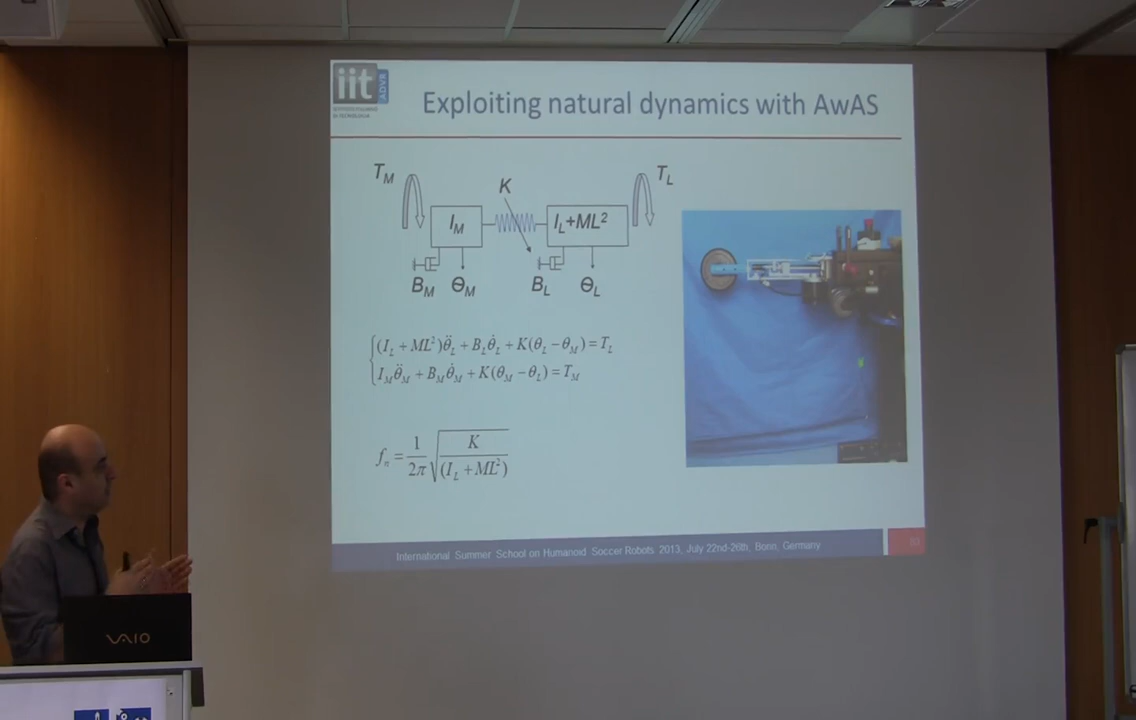 iit
ADVR
Exploiting natural dynamics with AwAS
T_M
K
T_L
I_M
I_L+ML²
B_M
Θ_M
B_L
Θ_L
(I_L + ML²)θ̈_L + B_Lθ̇_L + K(θ_L − θ_M) = T_L
I_Mθ̈_M + B_Mθ̇_M + K(θ_M − θ_L) = T_M
f_n = 1/2π √(K/(I_L + ML²))
International Summer School on Humanoid Soccer Robots 2013, July 22nd-26th, Bonn, Germany
VAIO